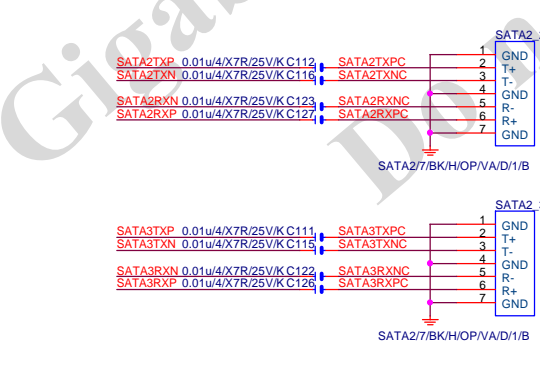 Gigab
Do n
SATA2_
SATA2TXP 0.01u/4/X7R/25V/K C112 SATA2TXPC 1 GND
SATA2TXN 0.01u/4/X7R/25V/K C116 SATA2TXNC 2 T+
3 T-
4 GND
SATA2RXN 0.01u/4/X7R/25V/K C123 SATA2RXNC 5 R-
SATA2RXP 0.01u/4/X7R/25V/K C127 SATA2RXPC 6 R+
7 GND
SATA2/7/BK/H/OP/VA/D/1/B
SATA2_
SATA3TXP 0.01u/4/X7R/25V/K C111 SATA3TXPC 1 GND
SATA3TXN 0.01u/4/X7R/25V/K C115 SATA3TXNC 2 T+
3 T-
4 GND
SATA3RXN 0.01u/4/X7R/25V/K C122 SATA3RXNC 5 R-
SATA3RXP 0.01u/4/X7R/25V/K C126 SATA3RXPC 6 R+
7 GND
SATA2/7/BK/H/OP/VA/D/1/B